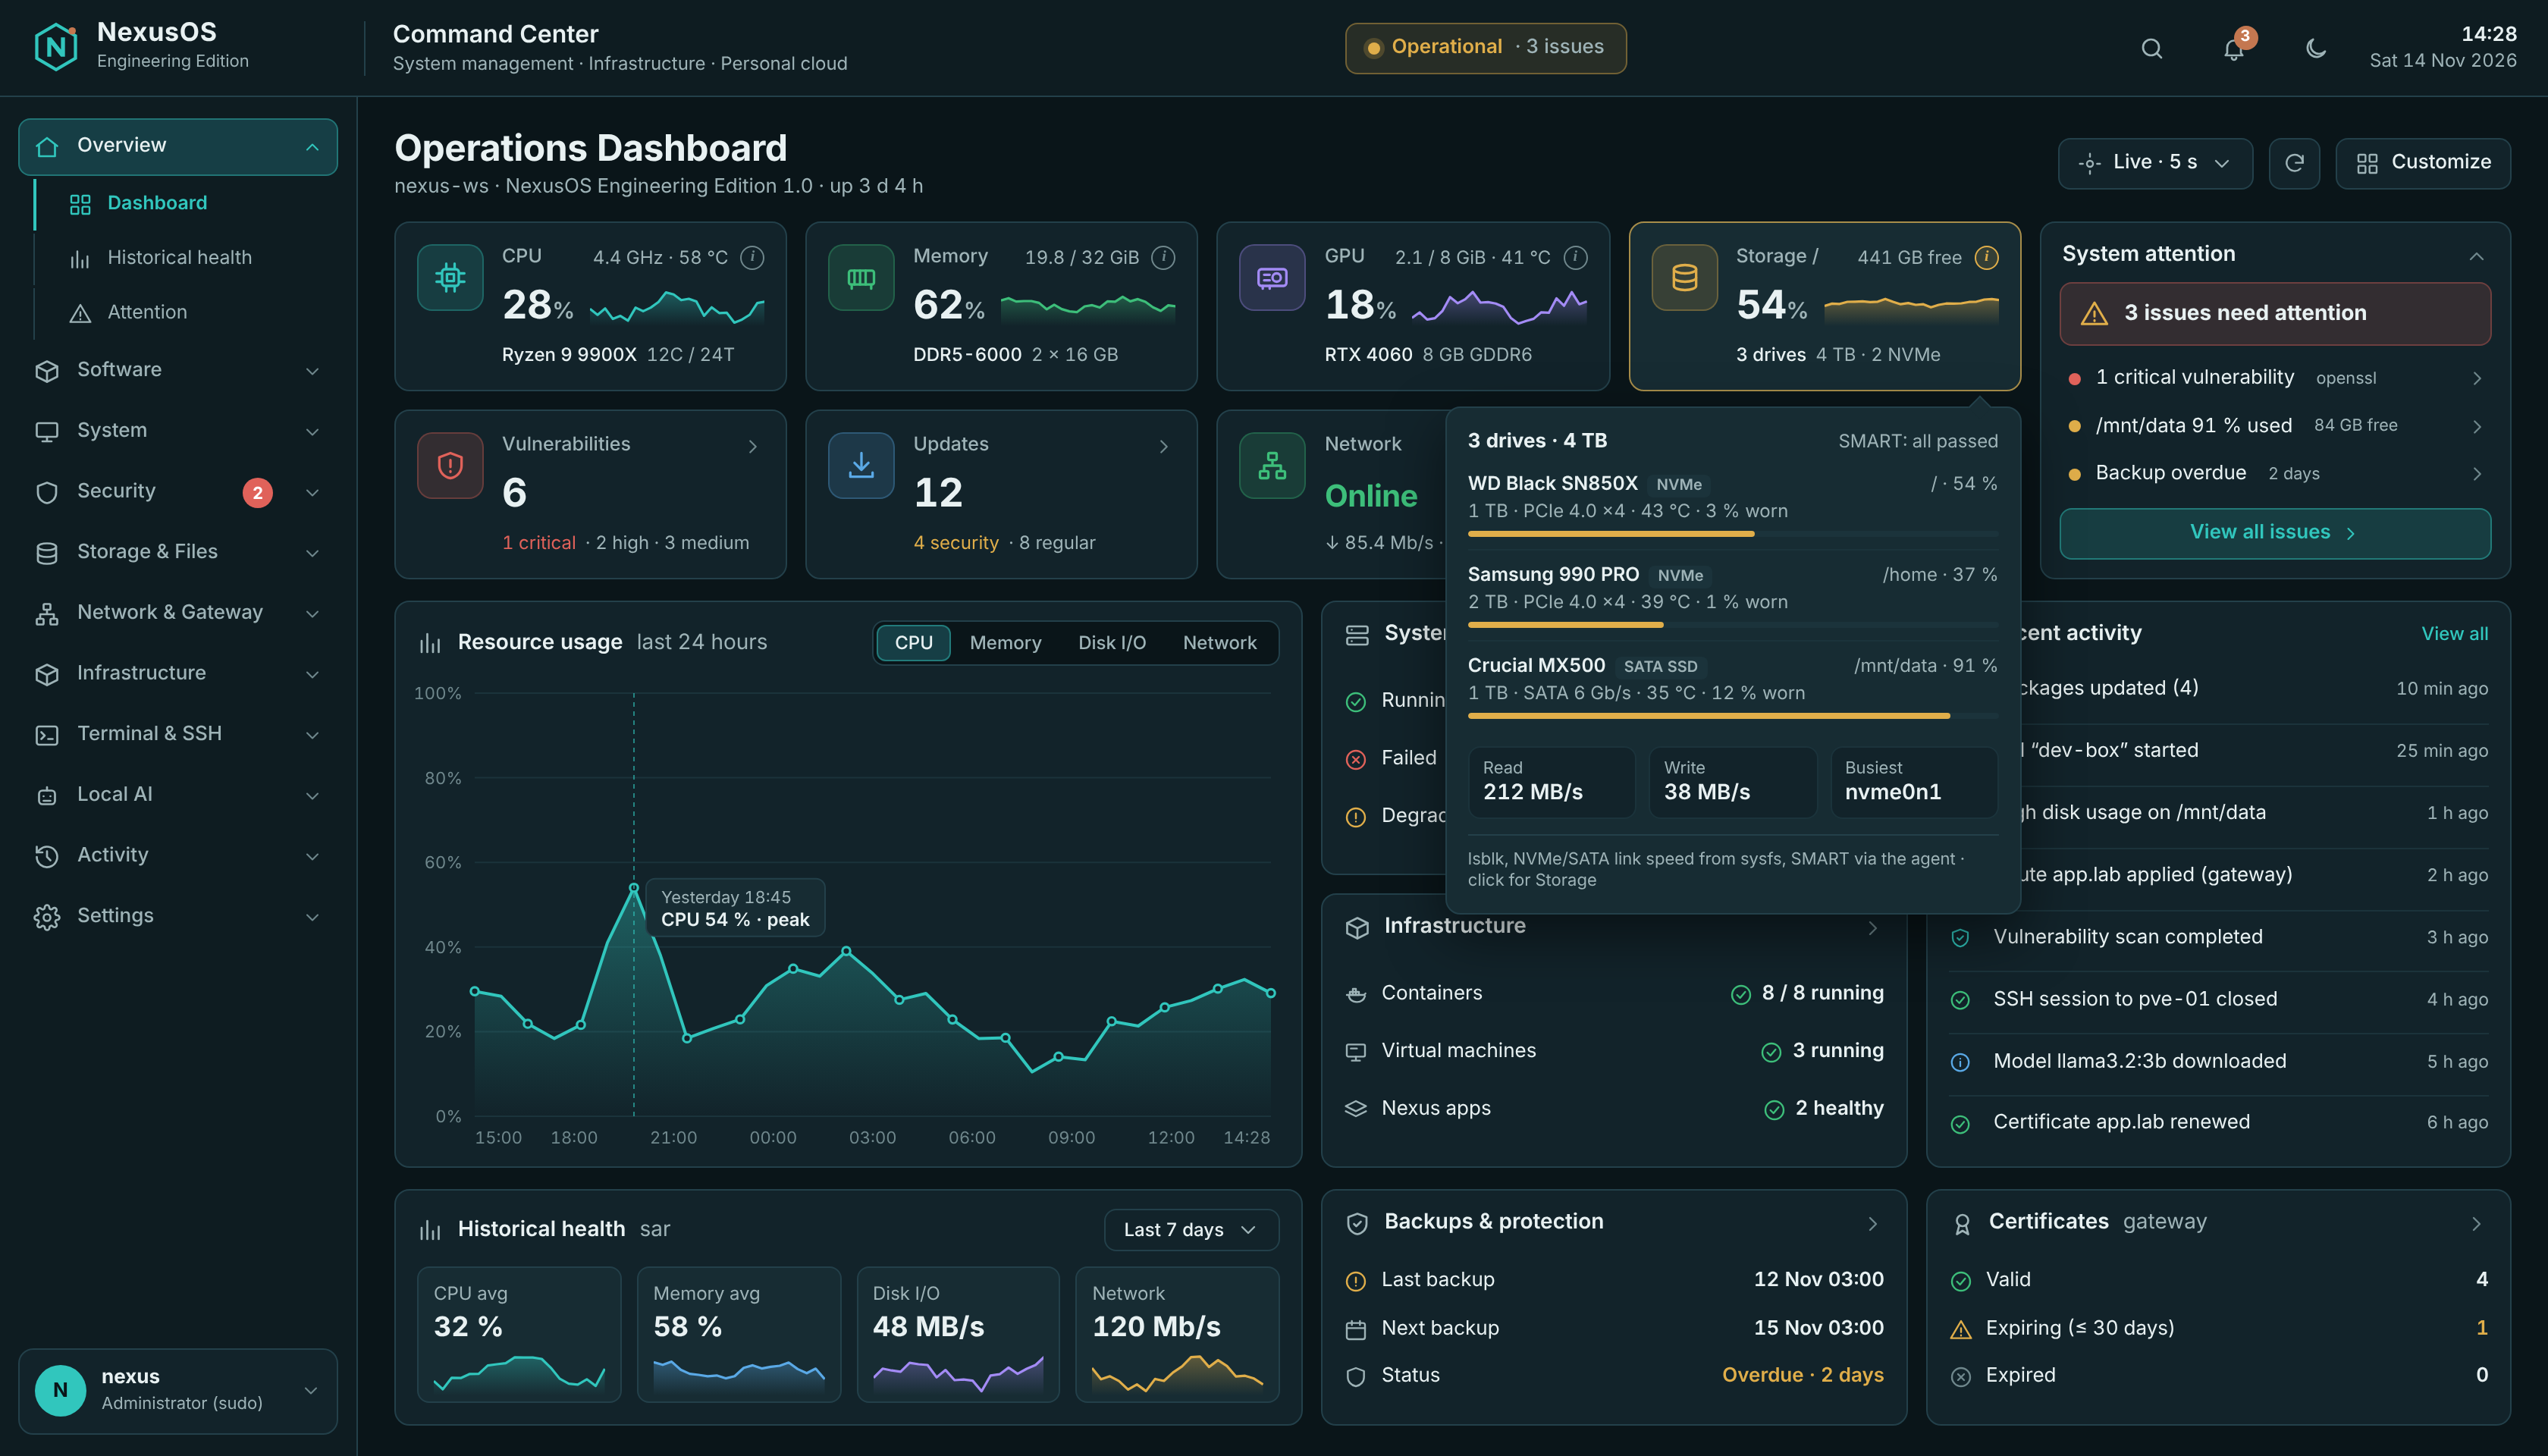 NexusOS
Engineering Edition
Command Center
System management · Infrastructure · Personal cloud
Operational · 3 issues
3
14:28
Sat 14 Nov 2026
Overview
Dashboard
Historical health
Attention
Software
System
Security 2
Storage & Files
Network & Gateway
Infrastructure
Terminal & SSH
Local AI
Activity
Settings
N
nexus
Administrator (sudo)
Operations Dashboard
nexus-ws · NexusOS Engineering Edition 1.0 · up 3 d 4 h
Live · 5 s
Customize
CPU 4.4 GHz · 58 °C
28%
Ryzen 9 9900X 12C / 24T
Memory 19.8 / 32 GiB
62%
DDR5-6000 2 × 16 GB
GPU 2.1 / 8 GiB · 41 °C
18%
RTX 4060 8 GB GDDR6
Storage / 441 GB free
54%
3 drives 4 TB · 2 NVMe
System attention
3 issues need attention
1 critical vulnerability openssl
/mnt/data 91 % used 84 GB free
Backup overdue 2 days
View all issues
Vulnerabilities
6
1 critical · 2 high · 3 medium
Updates
12
4 security · 8 regular
Network
Online
↓ 85.4 Mb/s ·
3 drives · 4 TB SMART: all passed
WD Black SN850X NVMe / · 54 %
1 TB · PCIe 4.0 ×4 · 43 °C · 3 % worn
Samsung 990 PRO NVMe /home · 37 %
2 TB · PCIe 4.0 ×4 · 39 °C · 1 % worn
Crucial MX500 SATA SSD /mnt/data · 91 %
1 TB · SATA 6 Gb/s · 35 °C · 12 % worn
Read
212 MB/s
Write
38 MB/s
Busiest
nvme0n1
lsblk, NVMe/SATA link speed from sysfs, SMART via the agent ·
click for Storage
Resource usage last 24 hours
CPU Memory Disk I/O Network
100%
80%
60%
40%
20%
0%
Yesterday 18:45
CPU 54 % · peak
15:00 18:00 21:00 00:00 03:00 06:00 09:00 12:00 14:28
Failed
Infrastructure
Containers 8 / 8 running
Virtual machines 3 running
Nexus apps 2 healthy
activity View all
updated (4) 10 min ago
“dev-box” started 25 min ago
disk usage on /mnt/data 1 h ago
app.lab applied (gateway) 2 h ago
Vulnerability scan completed 3 h ago
SSH session to pve-01 closed 4 h ago
Model llama3.2:3b downloaded 5 h ago
Certificate app.lab renewed 6 h ago
Historical health sar
Last 7 days
CPU avg
32 %
Memory avg
58 %
Disk I/O
48 MB/s
Network
120 Mb/s
Backups & protection
Last backup 12 Nov 03:00
Next backup 15 Nov 03:00
Status Overdue · 2 days
Certificates gateway
Valid 4
Expiring (≤ 30 days) 1
Expired 0